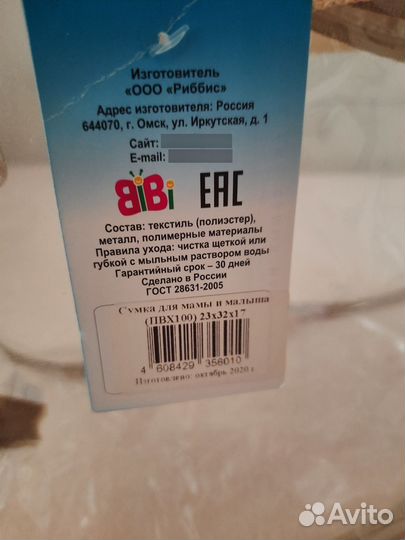 Изготовитель
«ООО «Риббис»
Адрес изготовителя: Россия
644070, г. Омск, ул. Иркутская, д. 1
Сайт:
E-mail:
BiBi EAC
Состав: текстиль (полиэстер),
металл, полимерные материалы
Правила ухода: чистка щеткой или
губкой с мыльным раствором воды
Гарантийный срок – 30 дней
Сделано в России
ГОСТ 28631-2005
Сумка для мамы и малыша
(ПВХ100) 23х32х17
4 608429 356010
Изготовлено: октябрь 2020 г.
Avito